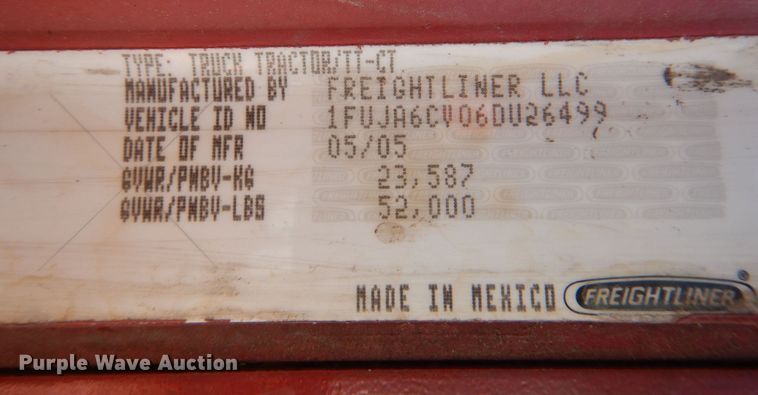 TYPE: TRUCK TRACTOR/TT-CT
MANUFACTURED BY FREIGHTLINER LLC
VEHICLE ID NO 1FUJA6CV06DU26499
DATE OF MFR 05/05
GVWR/PNBV-KG 23,587
GVWR/PNBV-LBS 52,000
MADE IN MEXICO FREIGHTLINER®
Purple Wave Auction